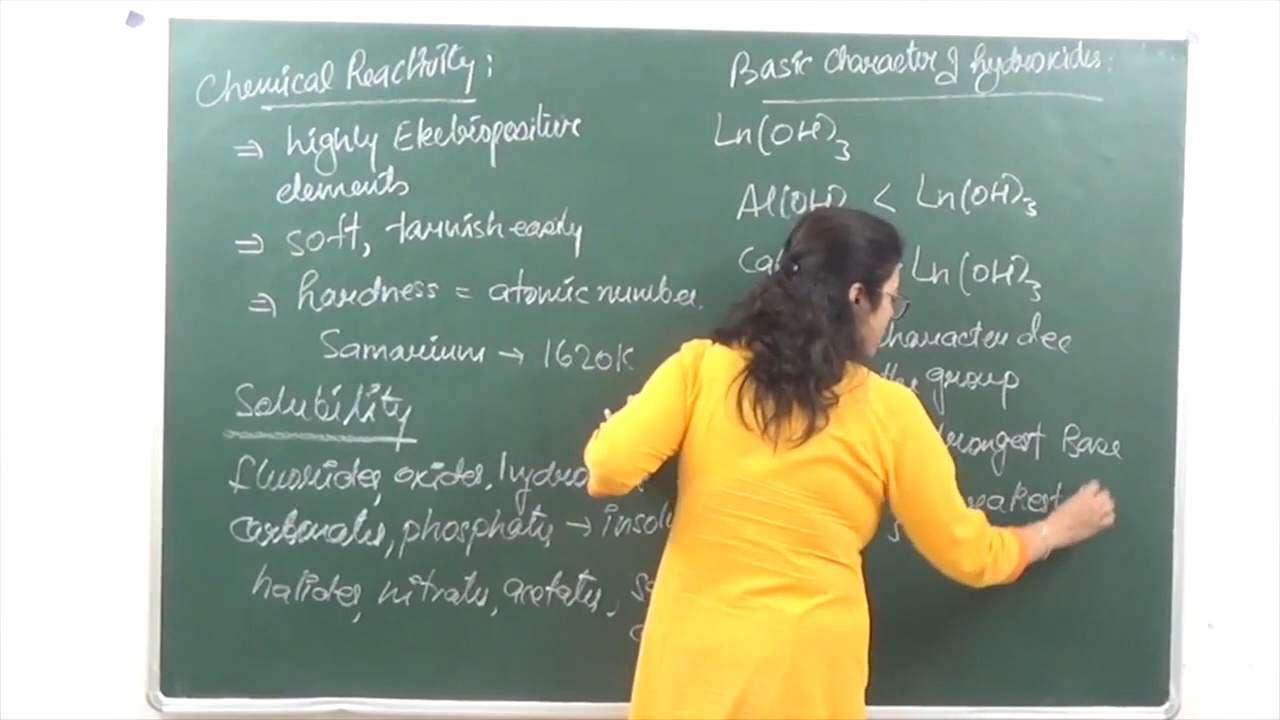 Chemical Reactivity:
⇒ highly Electropositive
elements
⇒ soft, tarnish easily
⇒ hardness = atomic number.
Samarium → 1620K
Solubility
fluorides, oxides, hydro
carbonates, phosphates → insolu
halides, nitrates, acetates,
Basic Character of hydroxides:
Ln(OH)3
Al(OH) < Ln(OH)3
Ln(OH)3
character dec
the group
strongest Base
weakest